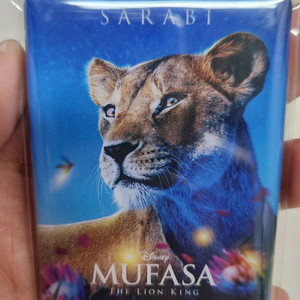 SARABI
Disney
MUFASA
THE LION KING